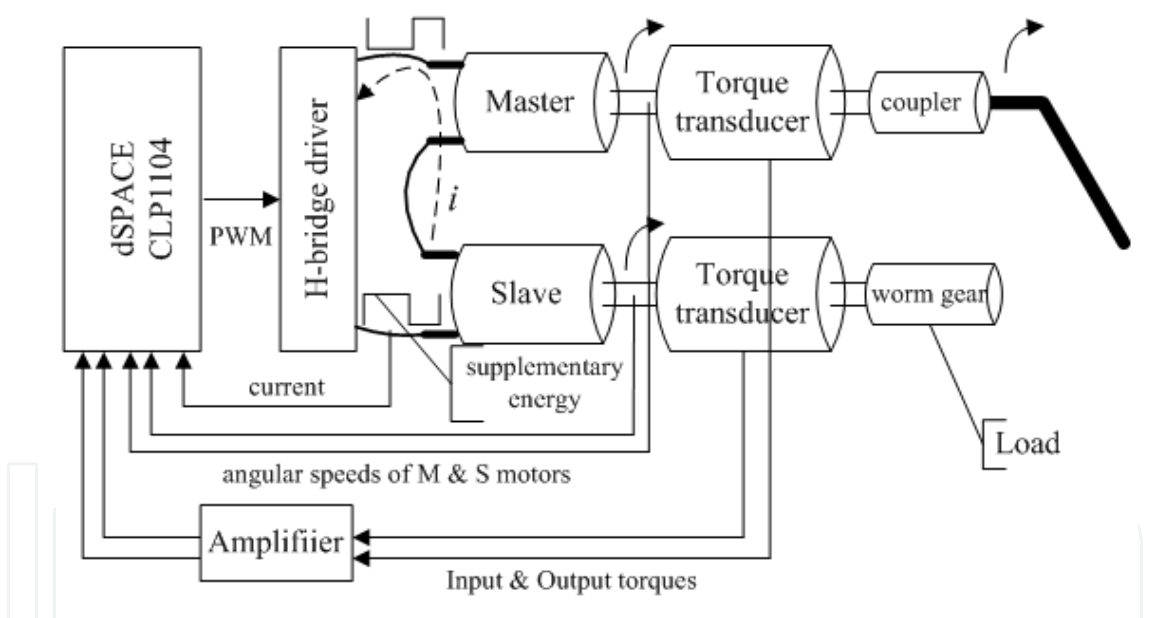 dSPACE
CLP1104
PWM
H-bridge driver
i
Master
Torque
transducer
coupler
Slave
Torque
transducer
worm gear
supplementary
energy
current
Load
angular speeds of M & S motors
Amplifiier
Input & Output torques